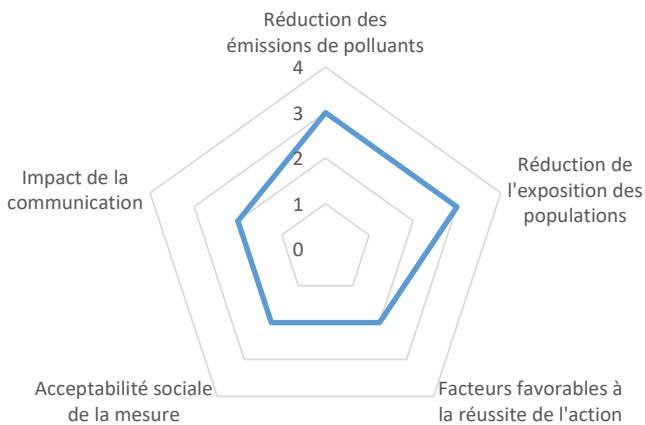 Réduction des
émissions de polluants
4
3
2
1
0
Réduction de
l'exposition des
populations
Facteurs favorables à
la réussite de l'action
Acceptabilité sociale
de la mesure
Impact de la
communication